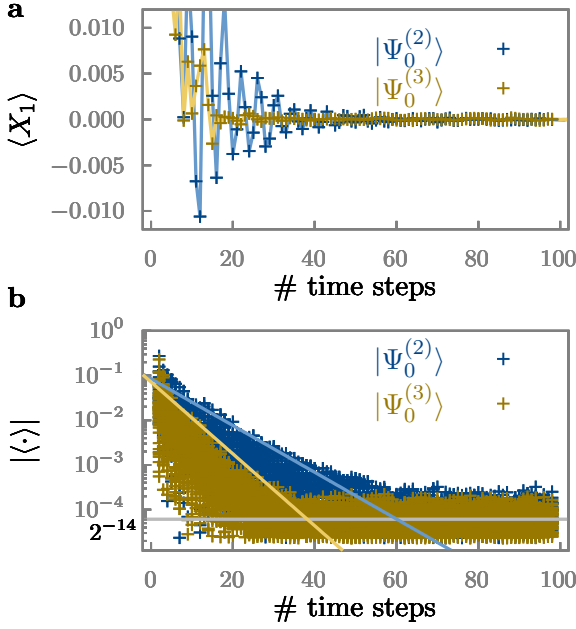 a
0.010
0.005
0.000
-0.005
-0.010
⟨X₁⟩
|Ψ₀⁽²⁾⟩
|Ψ₀⁽³⁾⟩
0 20 40 60 80 100
# time steps
b
10⁰
10⁻¹
10⁻²
10⁻³
10⁻⁴
2⁻¹⁴
|⟨·⟩|
|Ψ₀⁽²⁾⟩
|Ψ₀⁽³⁾⟩
0 20 40 60 80 100
# time steps